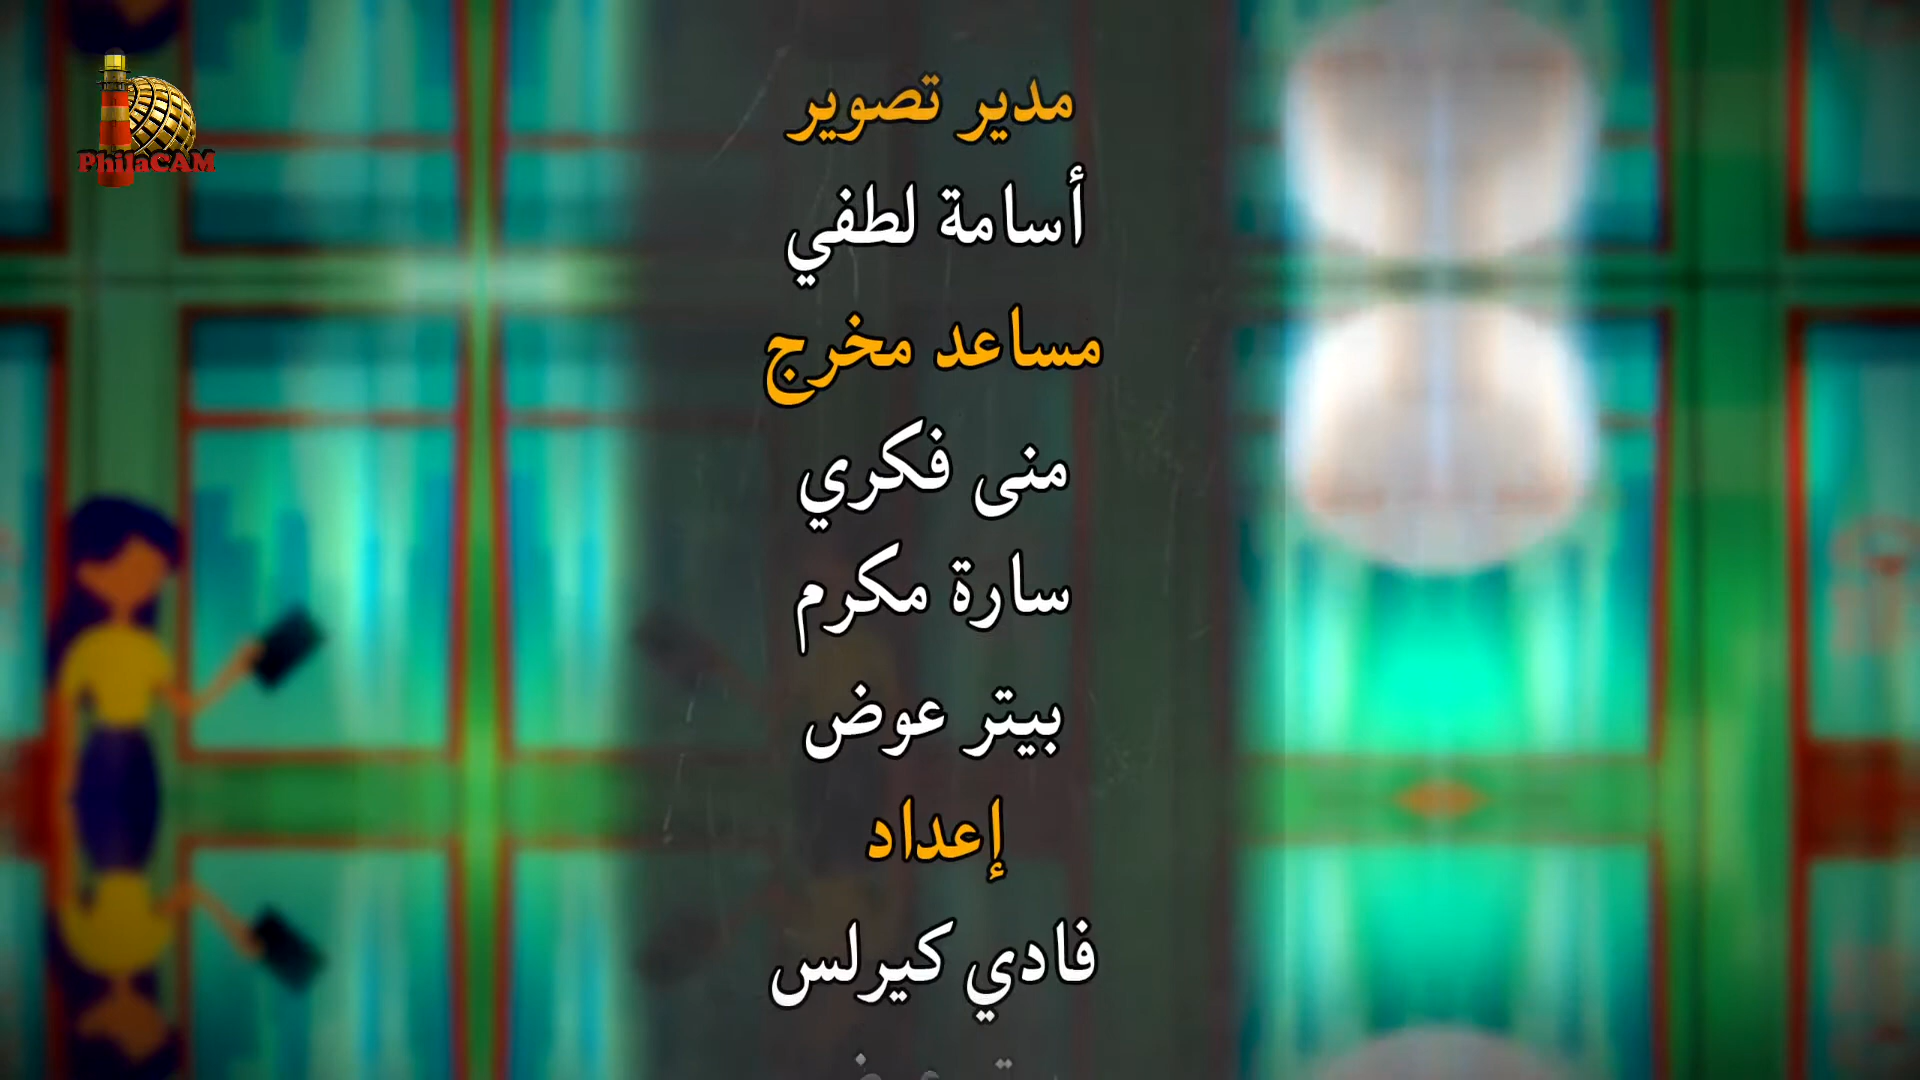 PhilaCAM
مدير تصوير
أسامة لطفي
مساعد مخرج
منى فكري
سارة مكرم
بيتر عوض
إعداد
فادي كيرلس